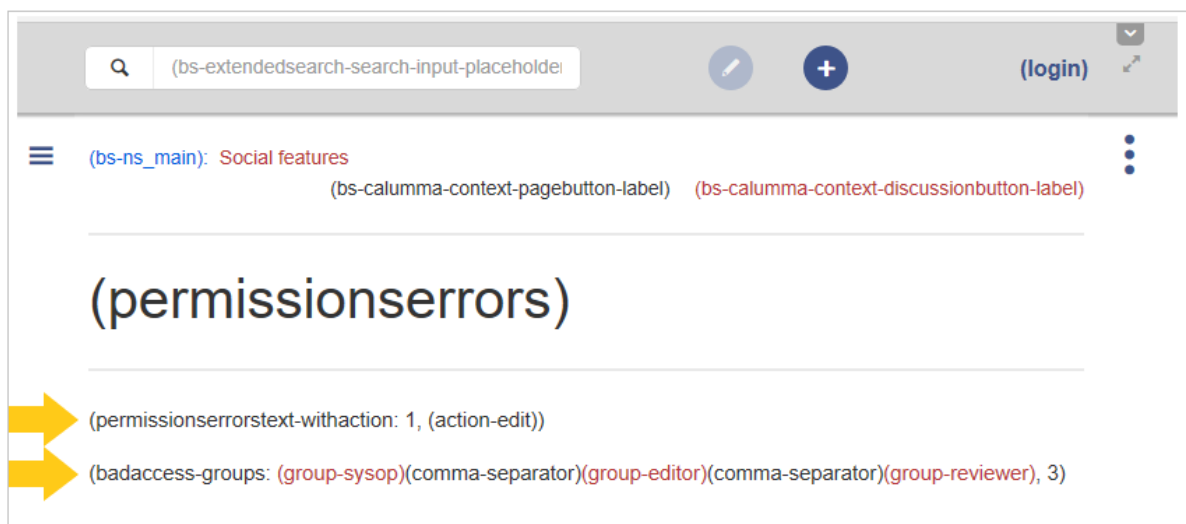 (bs-extendedsearch-search-input-placeholder
(login)
(bs-ns_main): Social features
(bs-calumma-context-pagebutton-label) (bs-calumma-context-discussionbutton-label)
(permissionserrors)
(permissionserrorstext-withaction: 1, (action-edit))
(badaccess-groups: (group-sysop)(comma-separator)(group-editor)(comma-separator)(group-reviewer), 3)